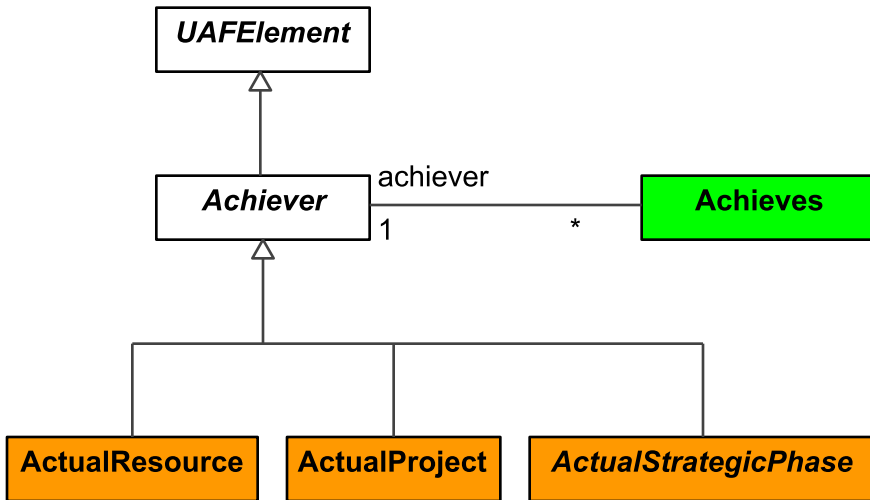 UAFElement
achiever
Achiever
Achieves
1
*
ActualResource
ActualProject
ActualStrategicPhase